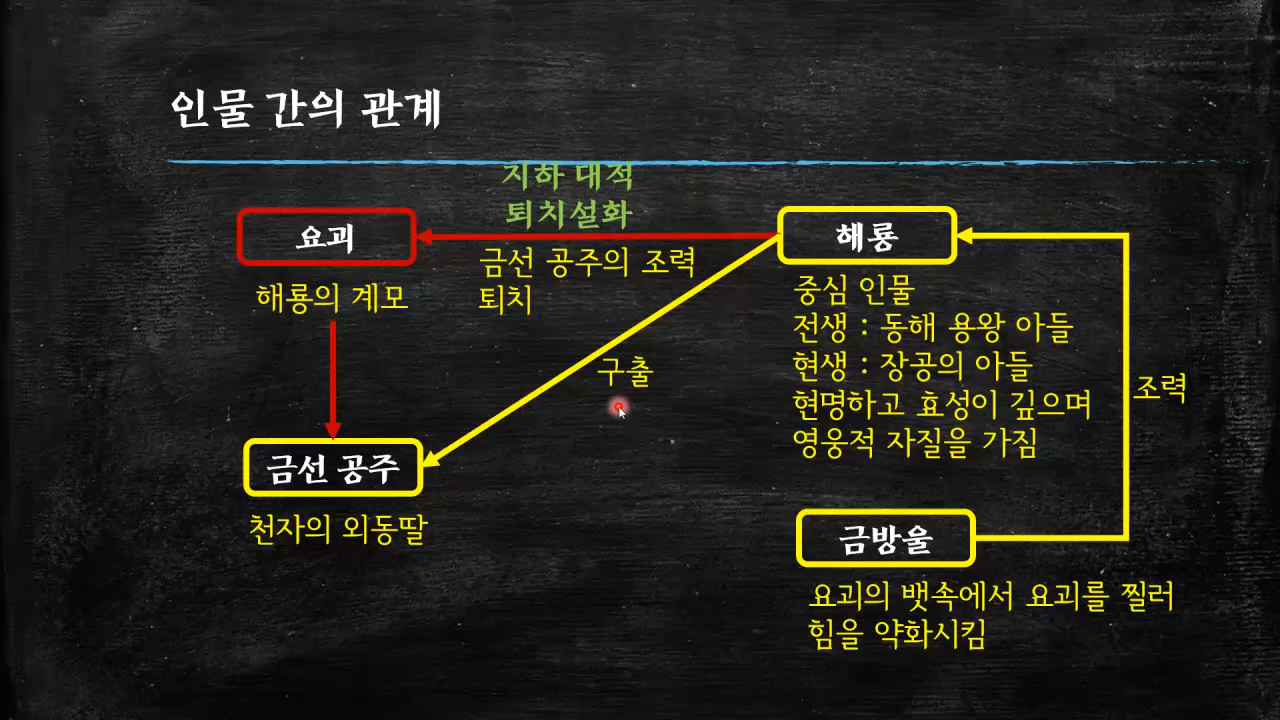 인물 간의 관계
지하 대적
퇴치설화
요괴
해룡
금선 공주의 조력
퇴치
해룡의 계모
중심 인물
전생 : 동해 용왕 아들
현생 : 장공의 아들
현명하고 효성이 깊으며
영웅적 자질을 가짐
구출
조력
금선 공주
천자의 외동딸
금방울
요괴의 뱃속에서 요괴를 찔러
힘을 약화시킴